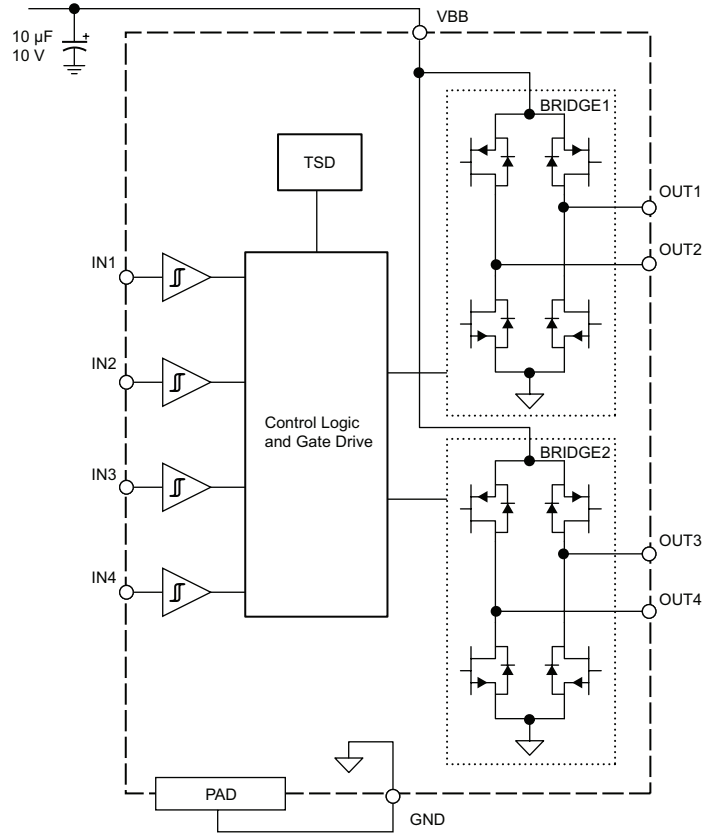 VBB
10 µF
10 V
BRIDGE1
TSD
OUT1
OUT2
IN1
IN2
Control Logic
and Gate Drive
BRIDGE2
IN3
OUT3
IN4
OUT4
PAD
GND